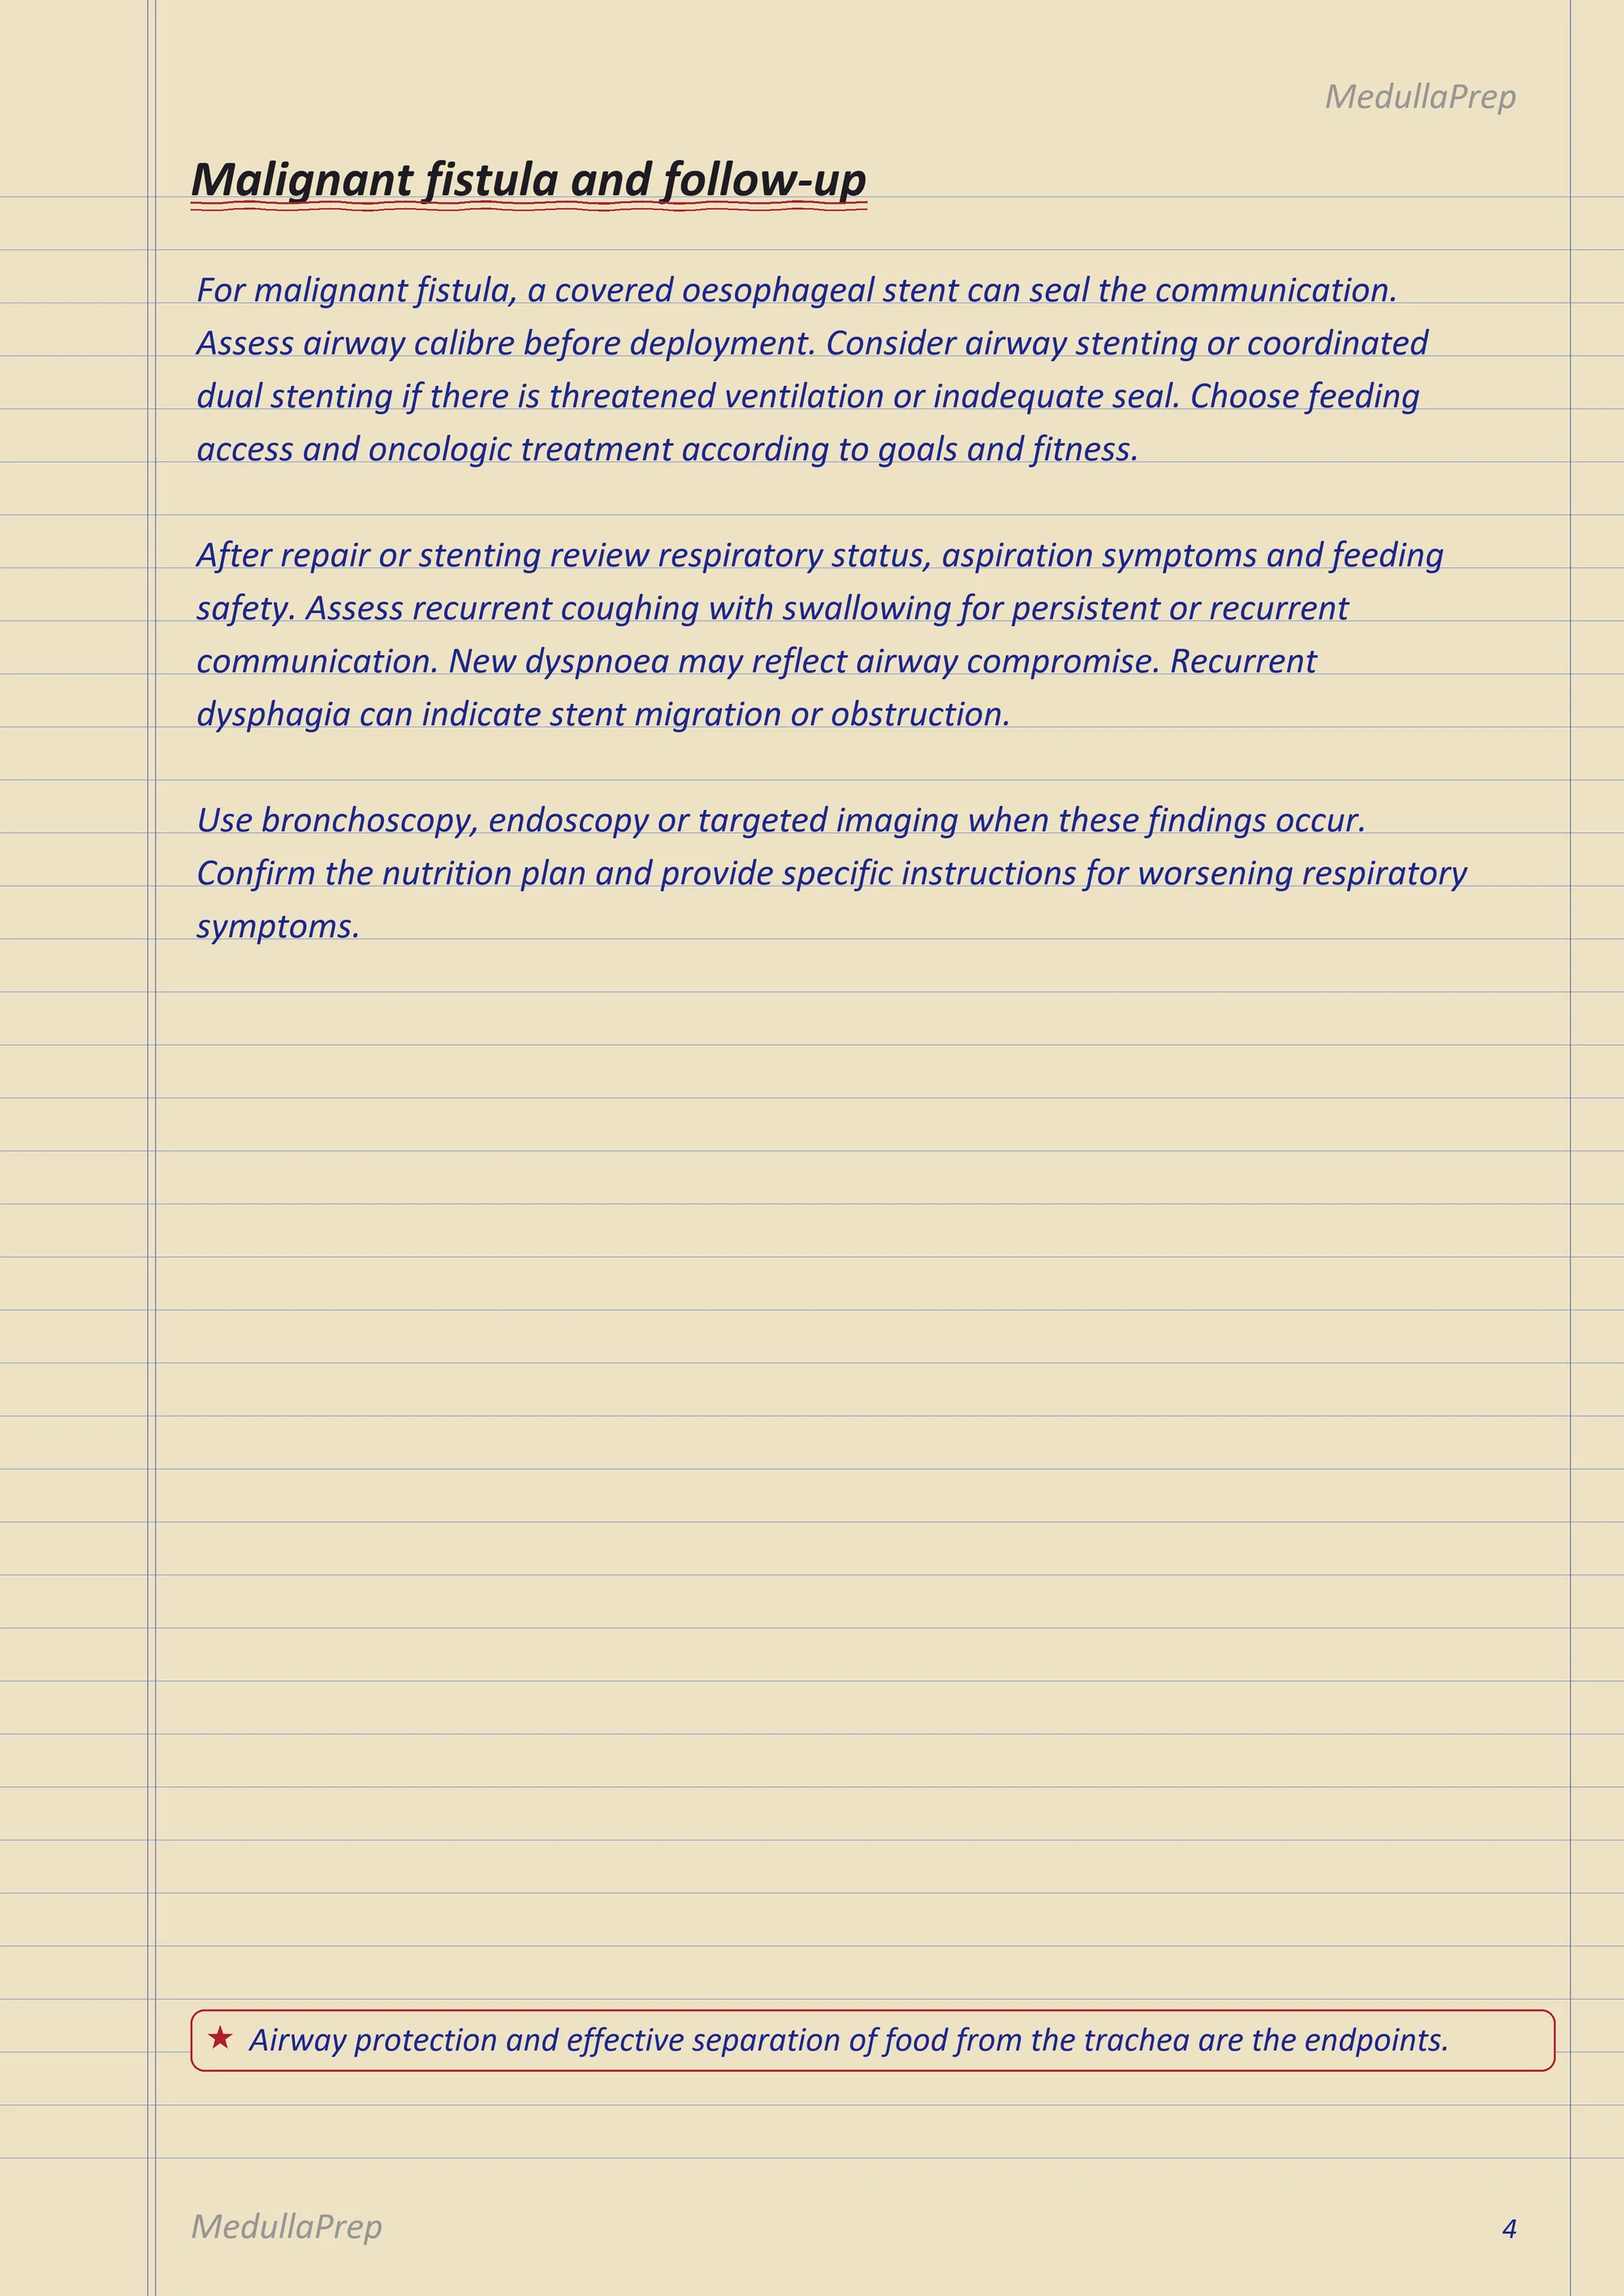 MedullaPrep
Malignant fistula and follow-up
For malignant fistula, a covered oesophageal stent can seal the communication.
Assess airway calibre before deployment. Consider airway stenting or coordinated
dual stenting if there is threatened ventilation or inadequate seal. Choose feeding
access and oncologic treatment according to goals and fitness.
After repair or stenting review respiratory status, aspiration symptoms and feeding
safety. Assess recurrent coughing with swallowing for persistent or recurrent
communication. New dyspnoea may reflect airway compromise. Recurrent
dysphagia can indicate stent migration or obstruction.
Use bronchoscopy, endoscopy or targeted imaging when these findings occur.
Confirm the nutrition plan and provide specific instructions for worsening respiratory
symptoms.
★ Airway protection and effective separation of food from the trachea are the endpoints.
MedullaPrep
4